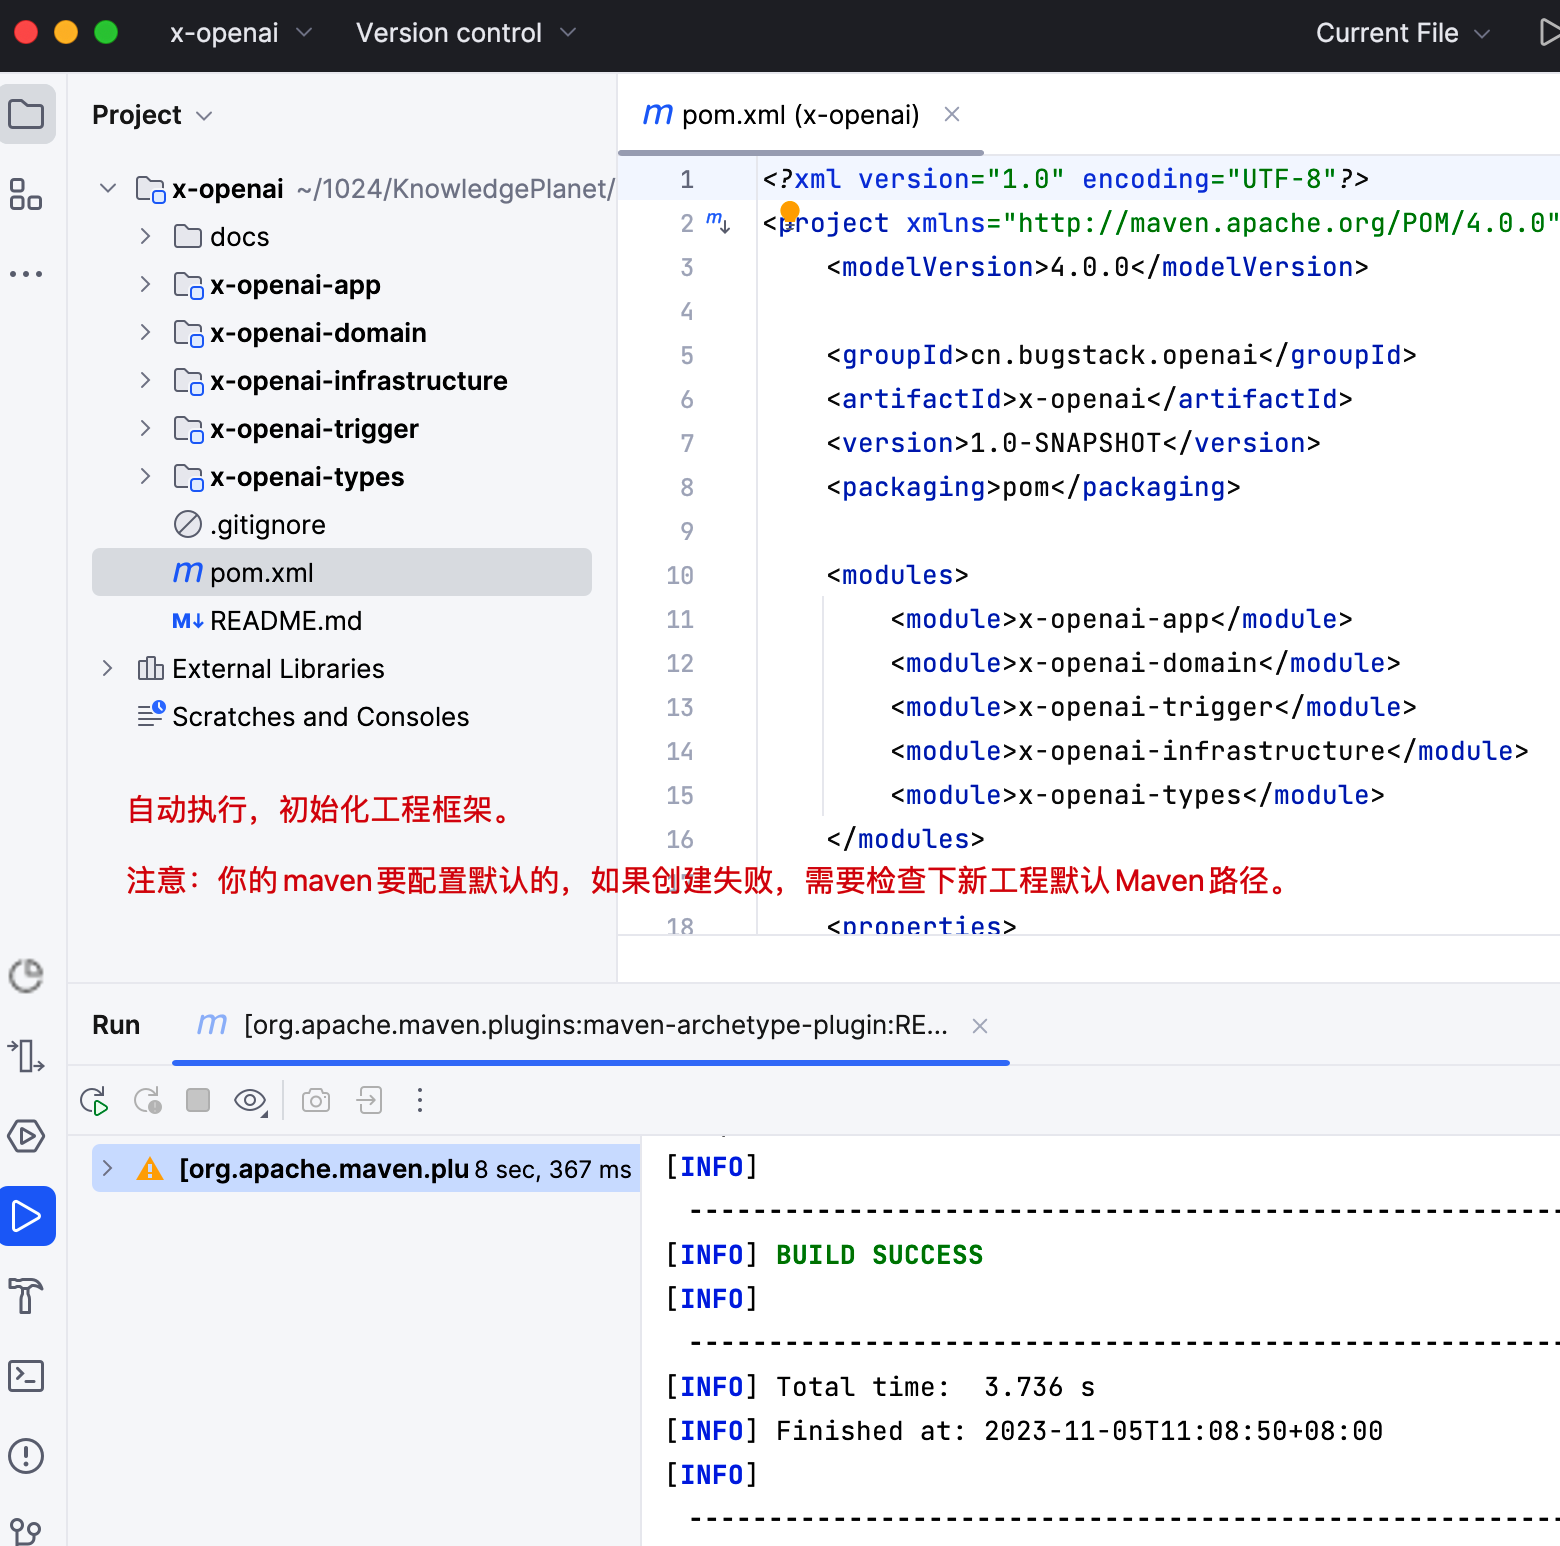 x-openai
Version control
Current File
Project
pom.xml (x-openai)
x-openai ~/1024/KnowledgePlanet/
docs
x-openai-app
x-openai-domain
x-openai-infrastructure
x-openai-trigger
x-openai-types
.gitignore
pom.xml
README.md
External Libraries
Scratches and Consoles
1 <?xml version="1.0" encoding="UTF-8"?>
2 <project xmlns="http://maven.apache.org/POM/4.0.0"
3 <modelVersion>4.0.0</modelVersion>
4
5 <groupId>cn.bugstack.openai</groupId>
6 <artifactId>x-openai</artifactId>
7 <version>1.0-SNAPSHOT</version>
8 <packaging>pom</packaging>
9
10 <modules>
11 <module>x-openai-app</module>
12 <module>x-openai-domain</module>
13 <module>x-openai-trigger</module>
14 <module>x-openai-infrastructure</module>
15 <module>x-openai-types</module>
16 </modules>
18 <properties>
自动执行，初始化工程框架。
注意：你的maven要配置默认的，如果创建失败，需要检查下新工程默认Maven路径。
Run
[org.apache.maven.plugins:maven-archetype-plugin:RE...
[org.apache.maven.plu 8 sec, 367 ms
[INFO]
------------------------------------------------------
[INFO] BUILD SUCCESS
[INFO]
------------------------------------------------------
[INFO] Total time:  3.736 s
[INFO] Finished at: 2023-11-05T11:08:50+08:00
[INFO]
------------------------------------------------------